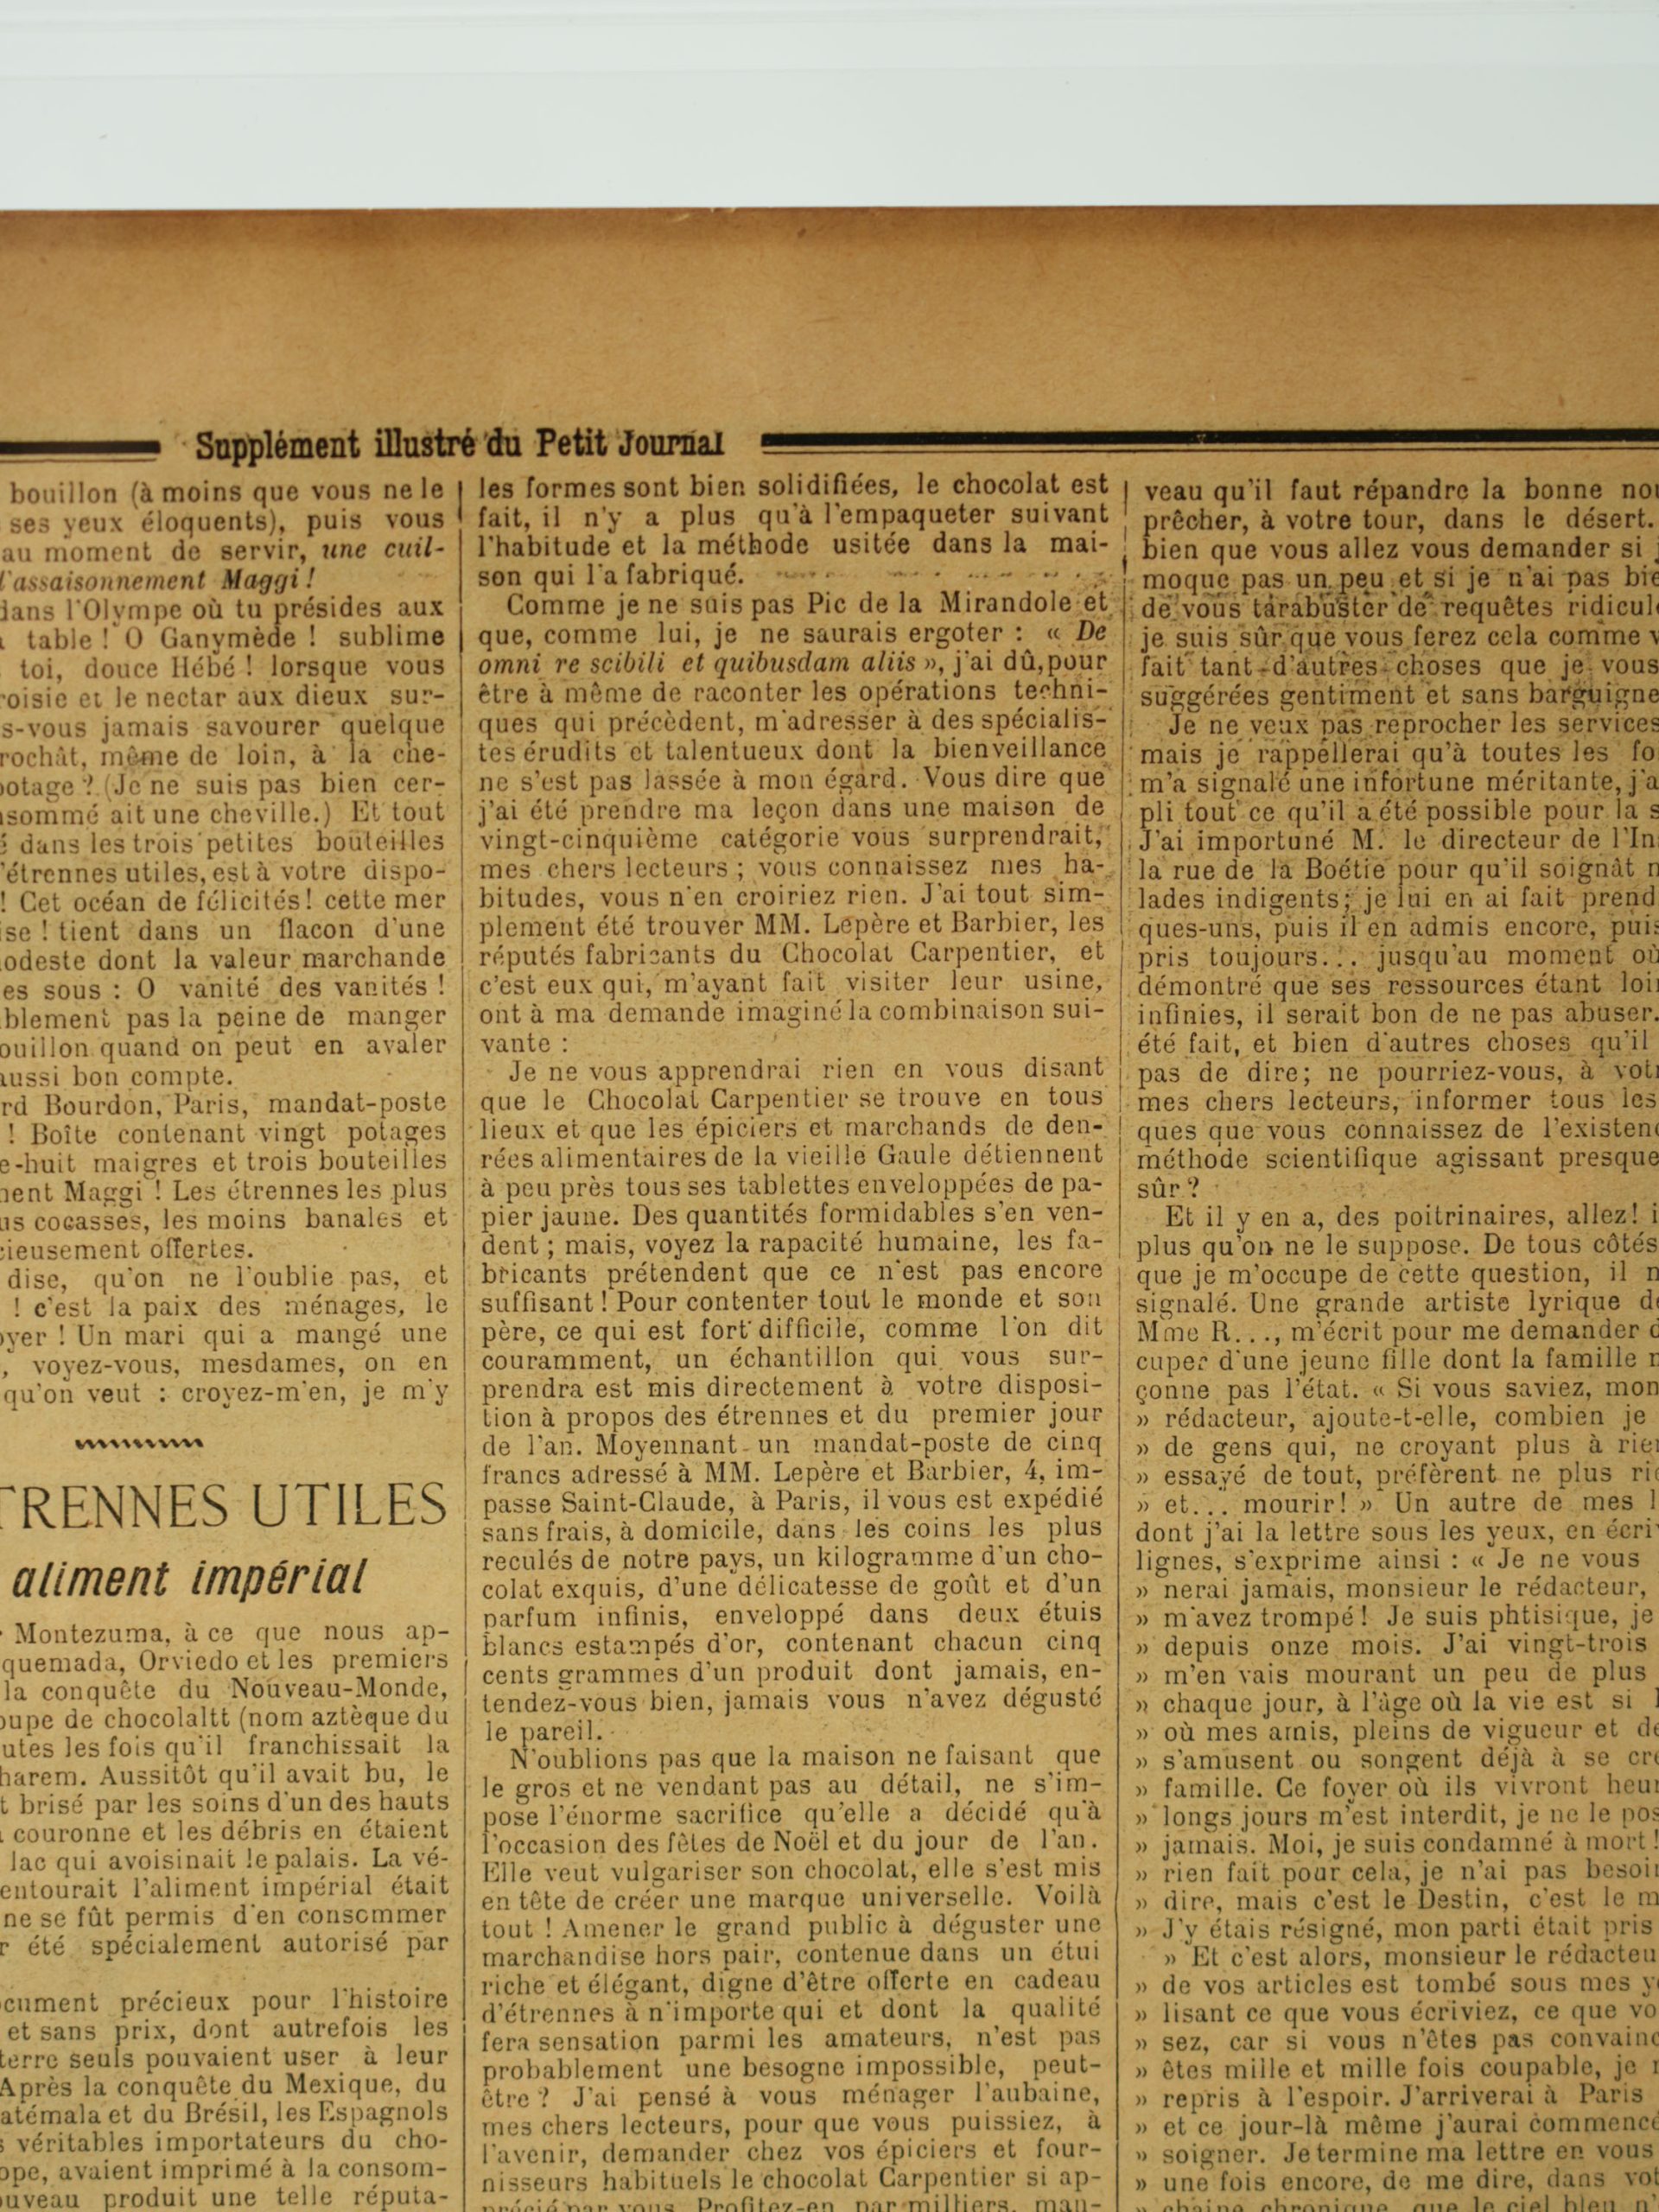 Supplément illustré du Petit Journal
bouillon (à moins que vous ne le
ses yeux éloquents), puis vous
au moment de servir, une cuil-
l'assaisonnement Maggi !
dans l'Olympe où tu présides aux
table ! O Ganymède ! sublime
toi, douce Hébé ! lorsque vous
roisie et le nectar aux dieux sur-
s-vous jamais savourer quelque
rochât, même de loin, à la che-
potage ? (Je ne suis pas bien cer-
sommé ait une cheville.) Et tout
dans les trois petites bouteilles
'étrennes utiles, est à votre dispo-
! Cet océan de félicités ! cette mer
ise ! tient dans un flacon d'une
odeste dont la valeur marchande
es sous : O vanité des vanités !
blement pas la peine de manger
ouillon quand on peut en avaler
aussi bon compte.
rd Bourdon, Paris, mandat-poste
! Boîte contenant vingt potages
e-huit maigres et trois bouteilles
ment Maggi ! Les étrennes les plus
us cocasses, les moins banales et
cieusement offertes.
dise, qu'on ne l'oublie pas, et
! c'est la paix des ménages, le
oyer ! Un mari qui a mangé une
, voyez-vous, mesdames, on en
qu'on veut : croyez-m'en, je m'y
TRENNES UTILES
aliment impérial
Montezuma, à ce que nous ap-
quemada, Orviedo et les premiers
la conquête du Nouveau-Monde,
oupe de chocolaltt (nom aztèque du
utes les fois qu'il franchissait la
harem. Aussitôt qu'il avait bu, le
t brisé par les soins d'un des hauts
couronne et les débris en étaient
lac qui avoisinait le palais. La vé-
entourait l'aliment impérial était
ne se fût permis d'en consommer
r été spécialement autorisé par
cument précieux pour l'histoire
et sans prix, dont autrefois les
terre seuls pouvaient user à leur
Après la conquête du Mexique, du
atémala et du Brésil, les Espagnols
s véritables importateurs du cho-
ope, avaient imprimé à la consom-
ouveau produit une telle réputa-
les formes sont bien solidifiées, le chocolat est
fait, il n'y a plus qu'à l'empaqueter suivant
l'habitude et la méthode usitée dans la mai-
son qui l'a fabriqué.
Comme je ne suis pas Pic de la Mirandole et
que, comme lui, je ne saurais ergoter : « De
omni re scibili et quibusdam aliis », j'ai dû, pour
être à même de raconter les opérations techni-
ques qui précèdent, m'adresser à des spécialis-
tes érudits et talentueux dont la bienveillance
ne s'est pas lassée à mon égard. Vous dire que
j'ai été prendre ma leçon dans une maison de
vingt-cinquième catégorie vous surprendrait,
mes chers lecteurs ; vous connaissez mes ha-
bitudes, vous n'en croiriez rien. J'ai tout sim-
plement été trouver MM. Lepère et Barbier, les
réputés fabricants du Chocolat Carpentier, et
c'est eux qui, m'ayant fait visiter leur usine,
ont à ma demande imaginé la combinaison sui-
vante :
Je ne vous apprendrai rien en vous disant
que le Chocolat Carpentier se trouve en tous
lieux et que les épiciers et marchands de den-
rées alimentaires de la vieille Gaule détiennent
à peu près tous ses tablettes enveloppées de pa-
pier jaune. Des quantités formidables s'en ven-
dent ; mais, voyez la rapacité humaine, les fa-
bricants prétendent que ce n'est pas encore
suffisant ! Pour contenter tout le monde et son
père, ce qui est fort difficile, comme l'on dit
couramment, un échantillon qui vous sur-
prendra est mis directement à votre disposi-
tion à propos des étrennes et du premier jour
de l'an. Moyennant un mandat-poste de cinq
francs adressé à MM. Lepère et Barbier, 4, im-
passe Saint-Claude, à Paris, il vous est expédié
sans frais, à domicile, dans les coins les plus
reculés de notre pays, un kilogramme d'un cho-
colat exquis, d'une délicatesse de goût et d'un
parfum infinis, enveloppé dans deux étuis
blancs estampés d'or, contenant chacun cinq
cents grammes d'un produit dont jamais, en-
tendez-vous bien, jamais vous n'avez dégusté
le pareil.
N'oublions pas que la maison ne faisant que
le gros et ne vendant pas au détail, ne s'im-
pose l'énorme sacrifice qu'elle a décidé qu'à
l'occasion des fêtes de Noël et du jour de l'an.
Elle veut vulgariser son chocolat, elle s'est mis
en tête de créer une marque universelle. Voilà
tout ! Amener le grand public à déguster une
marchandise hors pair, contenue dans un étui
riche et élégant, digne d'être offerte en cadeau
d'étrennes à n'importe qui et dont la qualité
fera sensation parmi les amateurs, n'est pas
probablement une besogne impossible, peut-
être ? J'ai pensé à vous ménager l'aubaine,
mes chers lecteurs, pour que vous puissiez, à
l'avenir, demander chez vos épiciers et four-
nisseurs habituels le chocolat Carpentier si ap-
précié par vous. Profitez-en par milliers, man-
veau qu'il faut répandre la bonne nou
prêcher, à votre tour, dans le désert.
bien que vous allez vous demander si j
moque pas un peu et si je n'ai pas bie
de vous tarabuster de requêtes ridicul
je suis sûr que vous ferez cela comme v
fait tant d'autres choses que je vous
suggérées gentiment et sans barguigne
Je ne veux pas reprocher les services
mais je rappellerai qu'à toutes les fo
m'a signalé une infortune méritante, j'a
pli tout ce qu'il a été possible pour la s
J'ai importuné M. le directeur de l'In
la rue de la Boétie pour qu'il soignât n
lades indigents ; je lui en ai fait prend
ques-uns, puis il en admis encore, puis
pris toujours... jusqu'au moment où
démontré que ses ressources étant loin
infinies, il serait bon de ne pas abuser.
été fait, et bien d'autres choses qu'il
pas de dire; ne pourriez-vous, à votr
mes chers lecteurs, informer tous les
ques que vous connaissez de l'existenc
méthode scientifique agissant presque
sûr ?
Et il y en a, des poitrinaires, allez ! i
plus qu'on ne le suppose. De tous côtés
que je m'occupe de cette question, il n
signalé. Une grande artiste lyrique de
Mme R..., m'écrit pour me demander d
cuper d'une jeune fille dont la famille n
çonne pas l'état. « Si vous saviez, mon
» rédacteur, ajoute-t-elle, combien je
» de gens qui, ne croyant plus à rien
» essayé de tout, préfèrent ne plus rie
» et... mourir ! » Un autre de mes l
dont j'ai la lettre sous les yeux, en écri
lignes, s'exprime ainsi : « Je ne vous
» nerai jamais, monsieur le rédacteur,
» m'avez trompé ! Je suis phtisique, je
» depuis onze mois. J'ai vingt-trois
» m'en vais mourant un peu de plus
» chaque jour, à l'âge où la vie est si
» où mes amis, pleins de vigueur et de
» s'amusent ou songent déjà à se cré
» famille. Ce foyer où ils vivront heur
» longs jours m'est interdit, je ne le pos
» jamais. Moi, je suis condamné à mort !
» rien fait pour cela, je n'ai pas besoin
» dire, mais c'est le Destin, c'est le m
» J'y étais résigné, mon parti était pris
» Et c'est alors, monsieur le rédacteu
» de vos articles est tombé sous mes y
» lisant ce que vous écriviez, ce que vo
» sez, car si vous n'êtes pas convainc
» êtes mille et mille fois coupable, je
» repris à l'espoir. J'arriverai à Paris
» et ce jour-là même j'aurai commencé
» soigner. Je termine ma lettre en vous
» une fois encore, de me dire, dans vot
» chaine chronique, que le ciel bleu n'